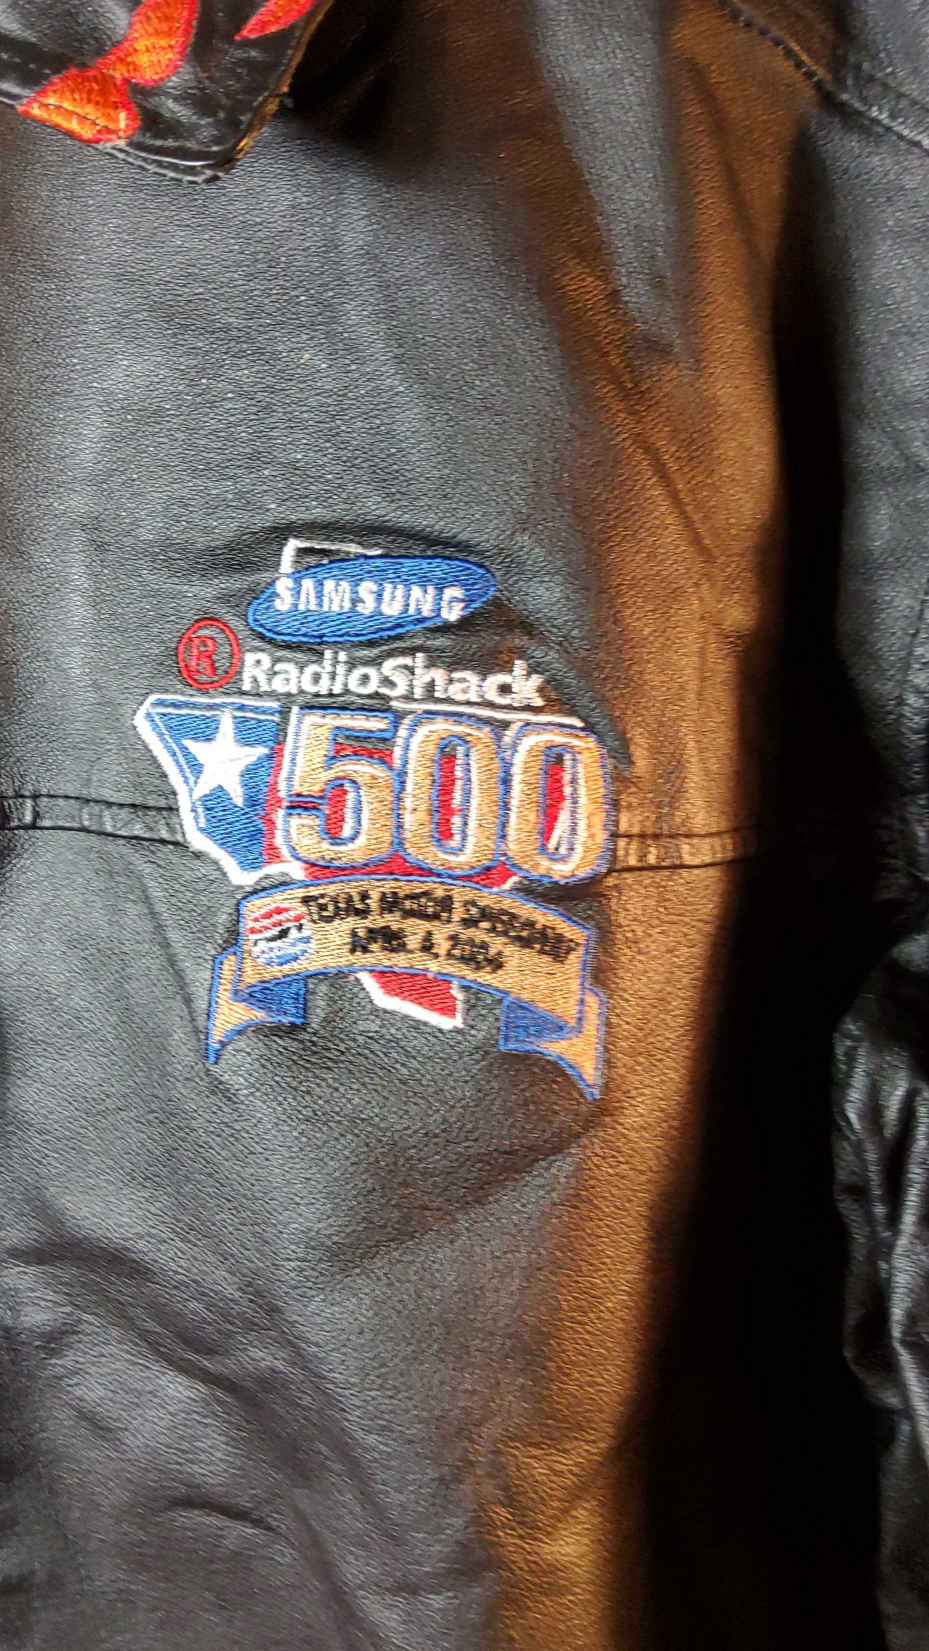 SAMSUNG
R RadioShack
500
TEXAS MOTOR SPEEDWAY
APRIL 4, 2004